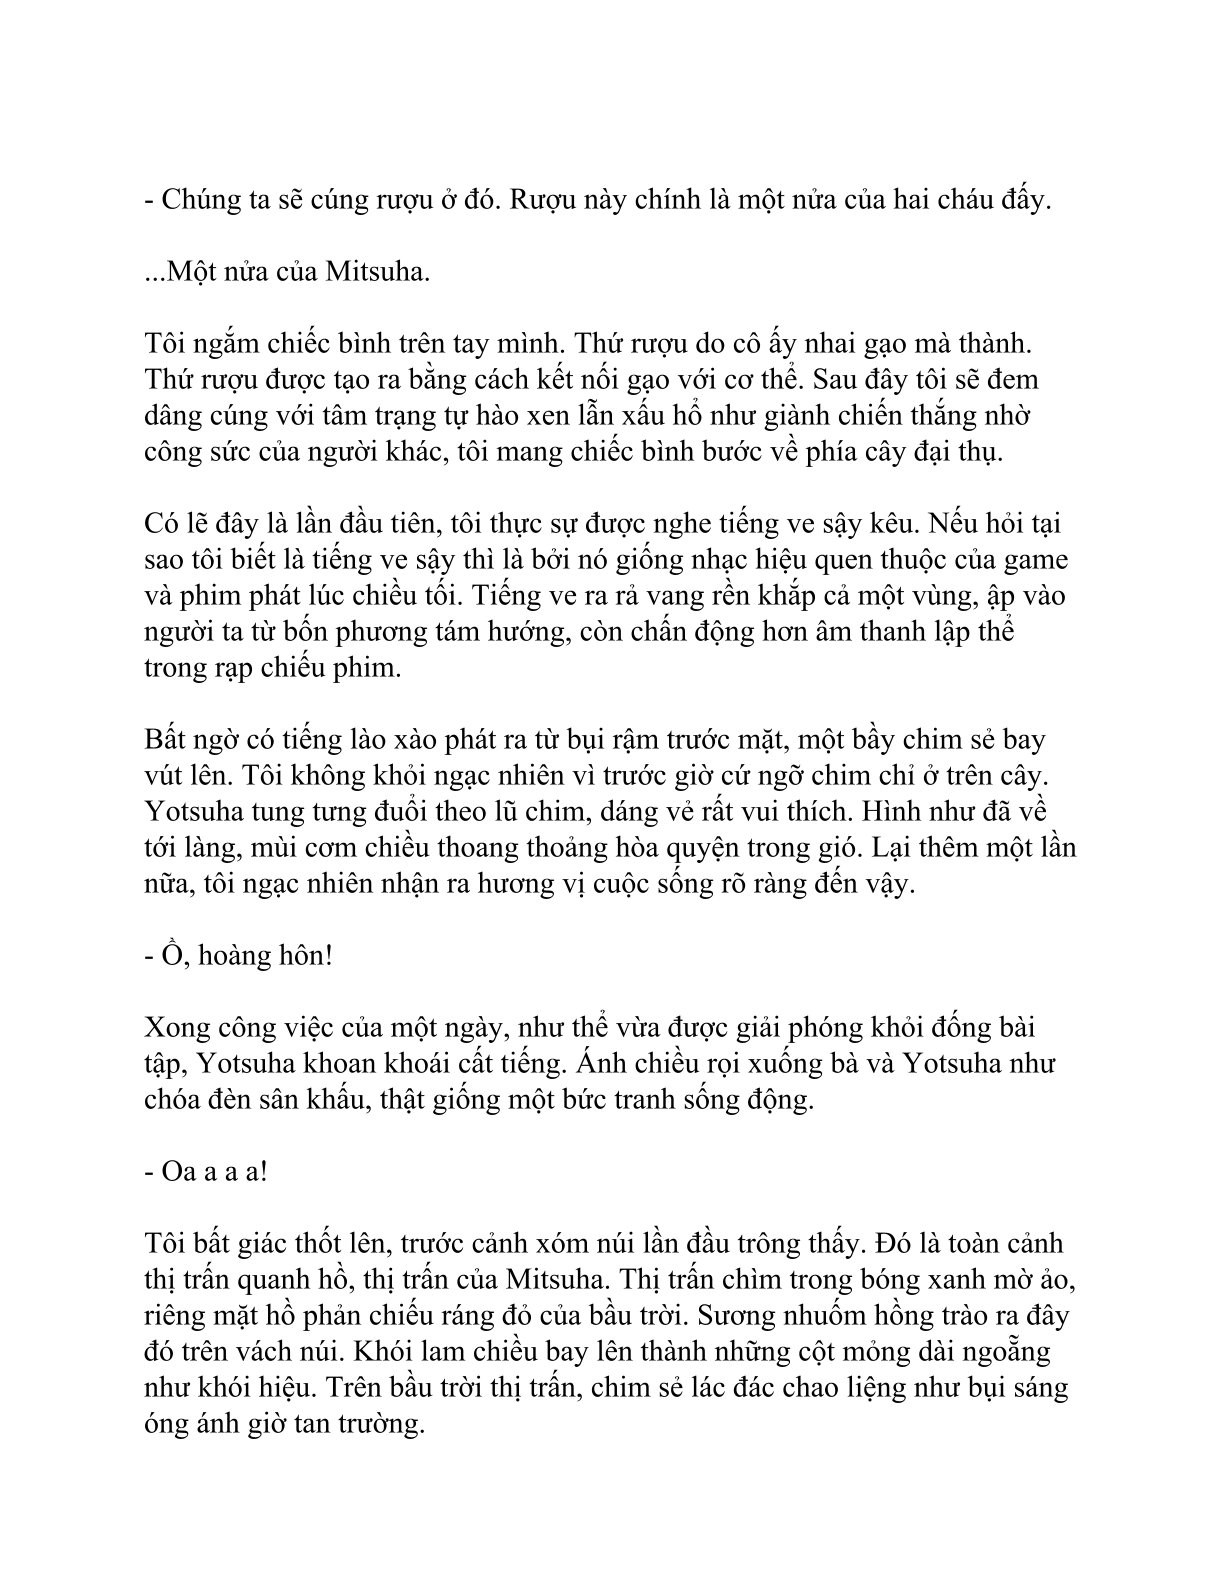 - Chúng ta sẽ cúng rượu ở đó. Rượu này chính là một nửa của hai cháu đấy.
...Một nửa của Mitsuha.
Tôi ngắm chiếc bình trên tay mình. Thứ rượu do cô ấy nhai gạo mà thành.
Thứ rượu được tạo ra bằng cách kết nối gạo với cơ thể. Sau đây tôi sẽ đem
dâng cúng với tâm trạng tự hào xen lẫn xấu hổ như giành chiến thắng nhờ
công sức của người khác, tôi mang chiếc bình bước về phía cây đại thụ.
Có lẽ đây là lần đầu tiên, tôi thực sự được nghe tiếng ve sậy kêu. Nếu hỏi tại
sao tôi biết là tiếng ve sậy thì là bởi nó giống nhạc hiệu quen thuộc của game
và phim phát lúc chiều tối. Tiếng ve ra rả vang rền khắp cả một vùng, ập vào
người ta từ bốn phương tám hướng, còn chấn động hơn âm thanh lập thể
trong rạp chiếu phim.
Bất ngờ có tiếng lào xào phát ra từ bụi rậm trước mặt, một bầy chim sẻ bay
vút lên. Tôi không khỏi ngạc nhiên vì trước giờ cứ ngỡ chim chỉ ở trên cây.
Yotsuha tung tưng đuổi theo lũ chim, dáng vẻ rất vui thích. Hình như đã về
tới làng, mùi cơm chiều thoang thoảng hòa quyện trong gió. Lại thêm một lần
nữa, tôi ngạc nhiên nhận ra hương vị cuộc sống rõ ràng đến vậy.
- Ồ, hoàng hôn!
Xong công việc của một ngày, như thể vừa được giải phóng khỏi đống bài
tập, Yotsuha khoan khoái cất tiếng. Ánh chiều rọi xuống bà và Yotsuha như
chóa đèn sân khấu, thật giống một bức tranh sống động.
- Oa a a a!
Tôi bất giác thốt lên, trước cảnh xóm núi lần đầu trông thấy. Đó là toàn cảnh
thị trấn quanh hồ, thị trấn của Mitsuha. Thị trấn chìm trong bóng xanh mờ ảo,
riêng mặt hồ phản chiếu ráng đỏ của bầu trời. Sương nhuốm hồng trào ra đây
đó trên vách núi. Khói lam chiều bay lên thành những cột mỏng dài ngoẵng
như khói hiệu. Trên bầu trời thị trấn, chim sẻ lác đác chao liệng như bụi sáng
óng ánh giờ tan trường.